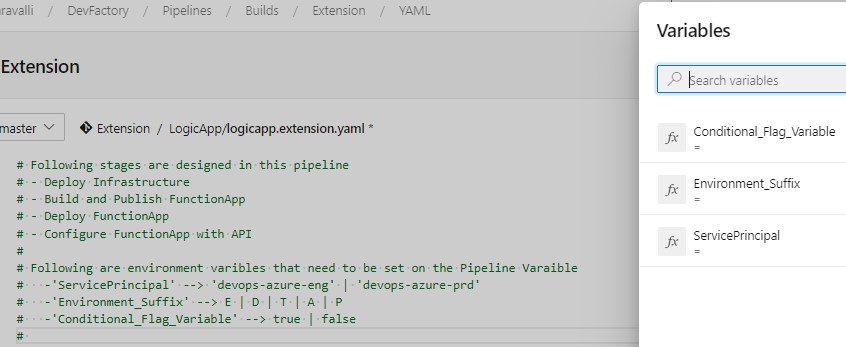 ravalli / DevFactory / Pipelines / Builds / Extension / YAML
Extension
master
Extension / LogicApp/logicapp.extension.yaml *
# Following stages are designed in this pipeline
# - Deploy Infrastructure
# - Build and Publish FunctionApp
# - Deploy FunctionApp
# - Configure FunctionApp with API
#
# Following are environment varibles that need to be set on the Pipeline Varaible
#   -'ServicePrincipal' --> 'devops-azure-eng' | 'devops-azure-prd'
#   -'Environment_Suffix' --> E | D | T | A | P
#   -'Conditional_Flag_Variable' --> true | false
#
Variables
Search variables
fx Conditional_Flag_Variable
=
fx Environment_Suffix
=
fx ServicePrincipal
=